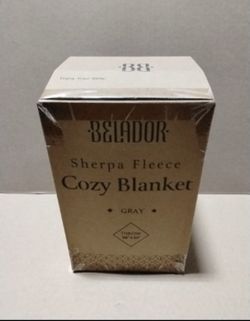 BB
BELADOR
Sherpa Fleece
Cozy Blanket
GRAY